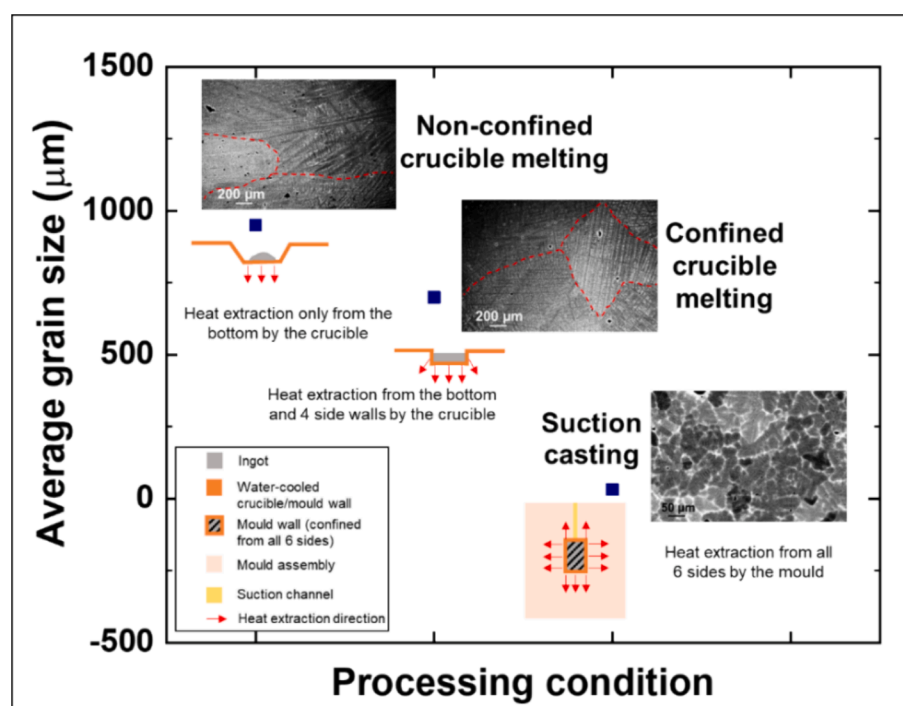 1500
1000
500
0
-500
Average grain size (μm)
Processing condition
200 μm
Non-confined
crucible melting
Heat extraction only from the
bottom by the crucible
200 μm
Confined
crucible
melting
Heat extraction from the bottom
and 4 side walls by the crucible
Suction
casting
50 μm
Heat extraction from all
6 sides by the mould
Ingot
Water-cooled
crucible/mould wall
Mould wall (confined
from all 6 sides)
Mould assembly
Suction channel
Heat extraction direction